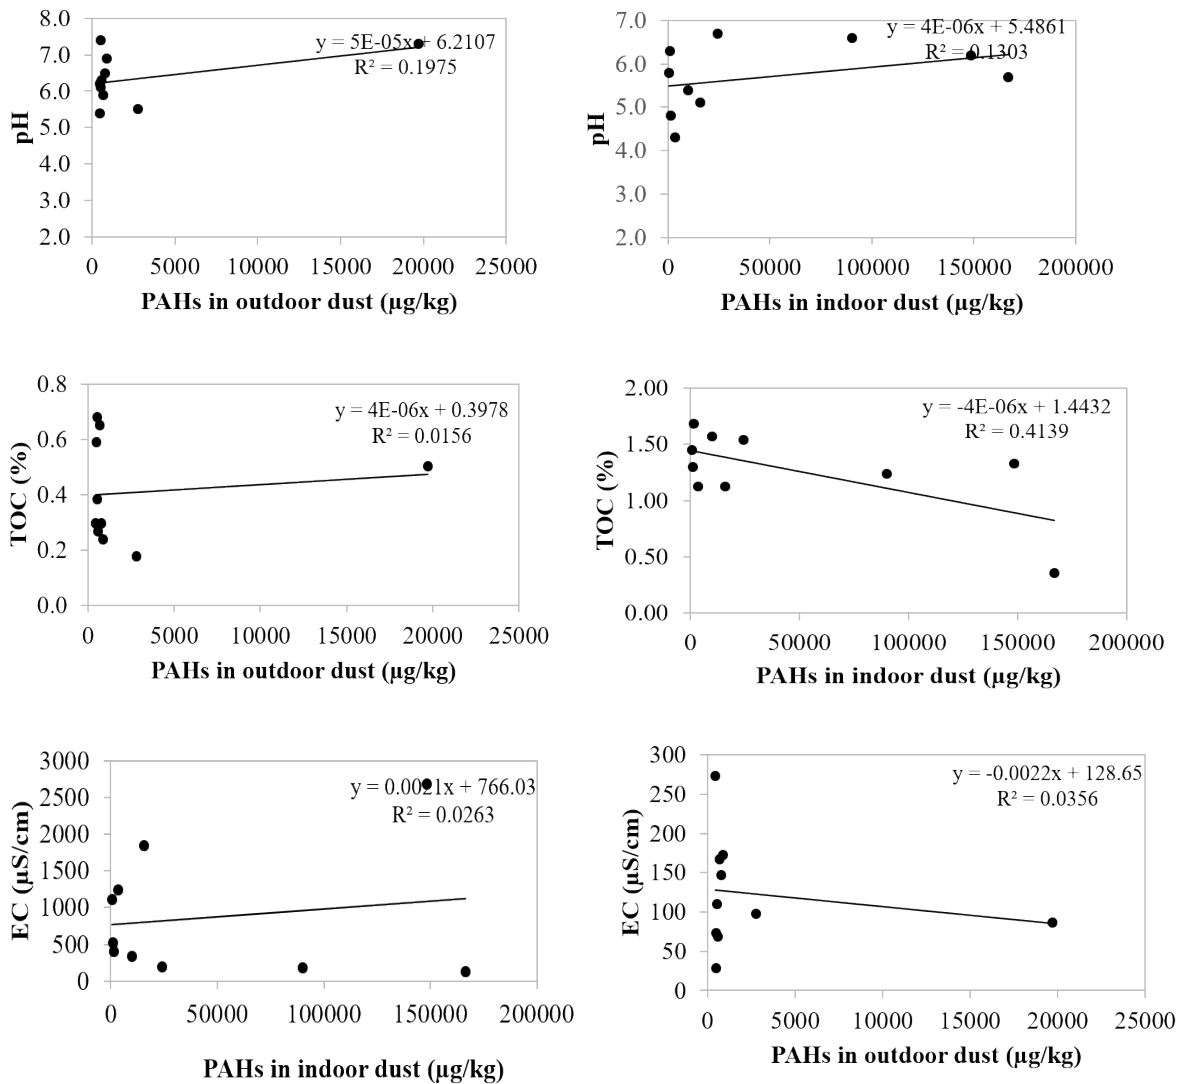 8.0
7.0
6.0
5.0
4.0
3.0
2.0
pH
y = 5E-05x + 6.2107
R² = 0.1975
0 5000 10000 15000 20000 25000
PAHs in outdoor dust (µg/kg)
7.0
6.0
5.0
4.0
3.0
2.0
pH
y = 4E-06x + 5.4861
R² = 0.1303
0 50000 100000 150000 200000
PAHs in indoor dust (µg/kg)
0.8
0.6
0.4
0.2
0.0
TOC (%)
y = 4E-06x + 0.3978
R² = 0.0156
0 5000 10000 15000 20000 25000
PAHs in outdoor dust (µg/kg)
2.00
1.50
1.00
0.50
0.00
TOC (%)
y = -4E-06x + 1.4432
R² = 0.4139
0 50000 100000 150000 200000
PAHs in indoor dust (µg/kg)
3000
2500
2000
1500
1000
500
0
EC (µS/cm)
y = 0.0021x + 766.03
R² = 0.0263
0 50000 100000 150000 200000
PAHs in indoor dust (µg/kg)
300
250
200
150
100
50
0
EC (µS/cm)
y = -0.0022x + 128.65
R² = 0.0356
0 5000 10000 15000 20000 25000
PAHs in outdoor dust (µg/kg)